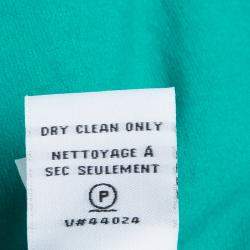 DRY CLEAN ONLY
NETTOYAGE Á
SEC SEULEMENT
P
V#44024